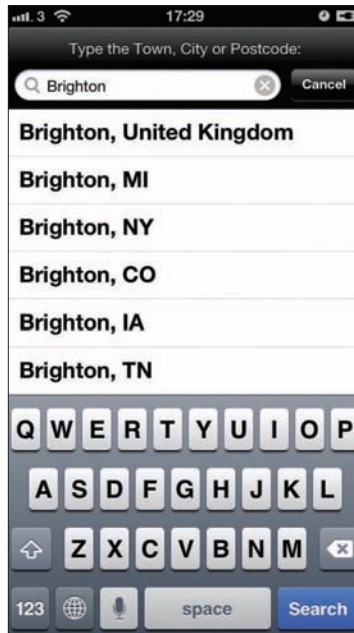 3 17:29
Type the Town, City or Postcode:
Brighton Cancel
Brighton, United Kingdom
Brighton, MI
Brighton, NY
Brighton, CO
Brighton, IA
Brighton, TN
Q W E R T Y U I O P
A S D F G H J K L
Z X C V B N M
123 space Search